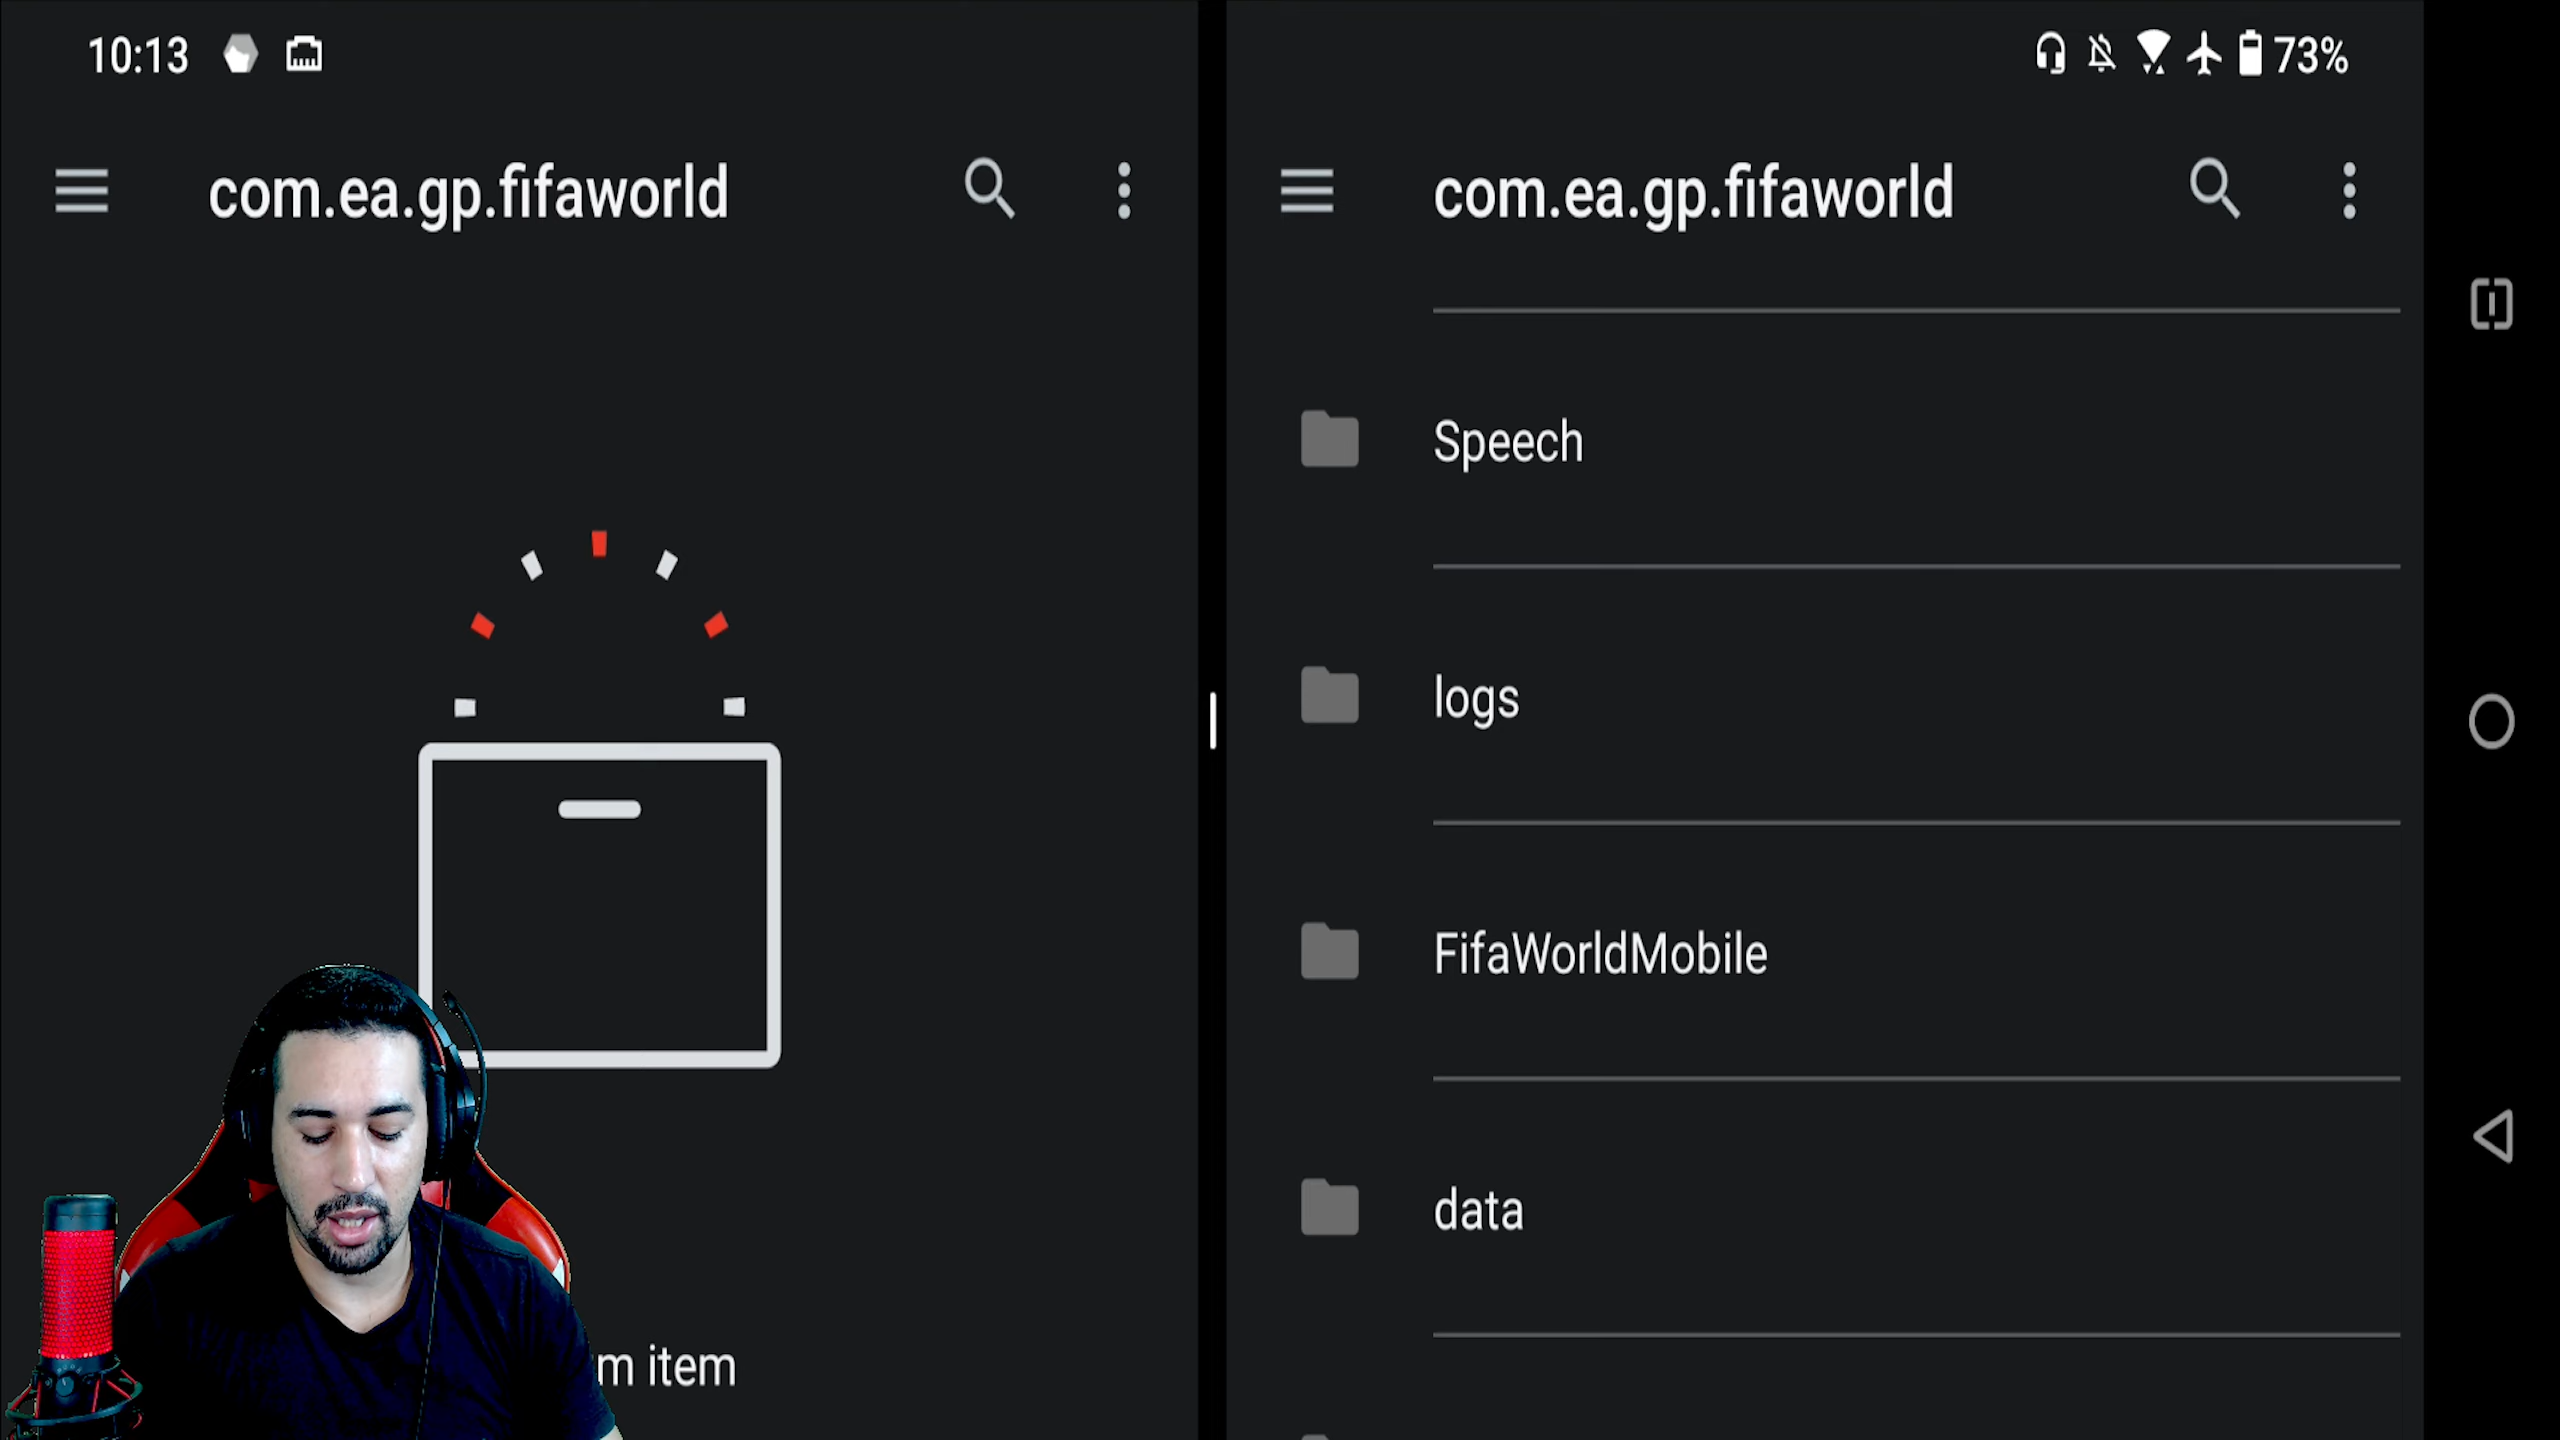 10:13
73%
com.ea.gp.fifaworld
m item
com.ea.gp.fifaworld
Speech
logs
FifaWorldMobile
data